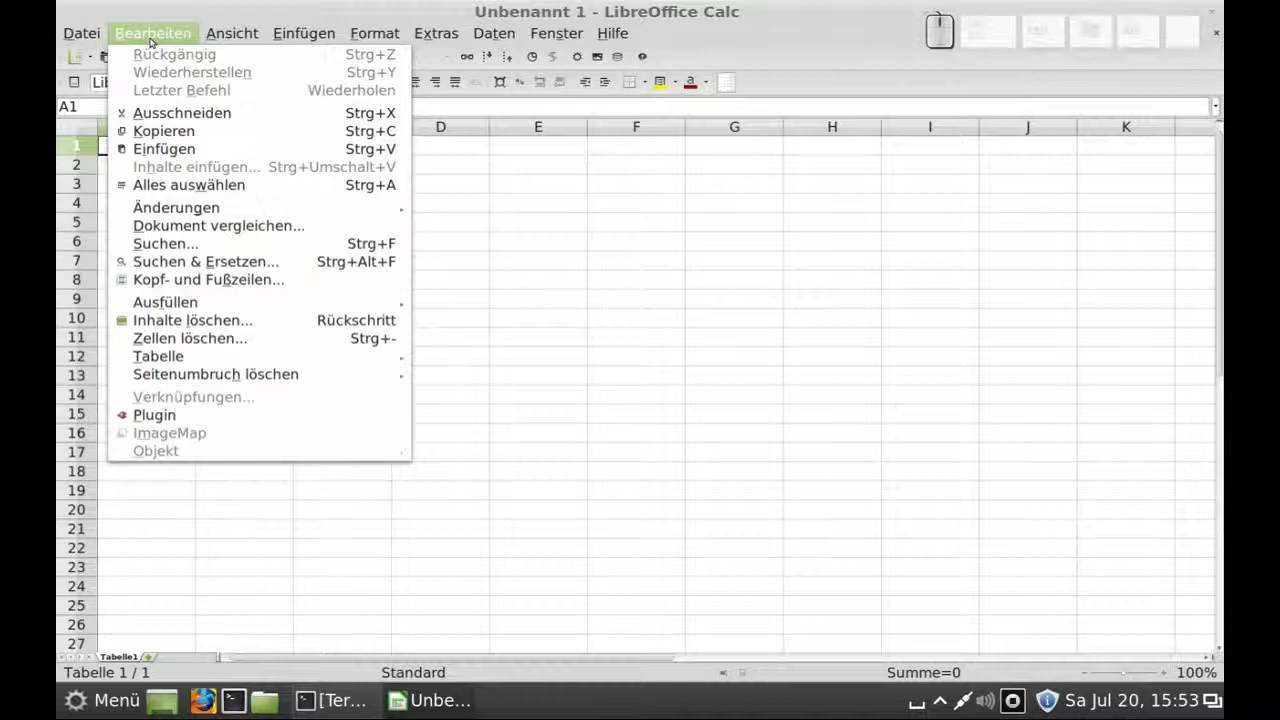 Unbenannt 1 - LibreOffice Calc
Datei Bearbeiten Ansicht Einfügen Format Extras Daten Fenster Hilfe
Rückgängig Strg+Z
Wiederherstellen Strg+Y
Letzter Befehl Wiederholen
Lib
A1
Ausschneiden Strg+X
Kopieren Strg+C
Einfügen Strg+V
Inhalte einfügen... Strg+Umschalt+V
Alles auswählen Strg+A
Änderungen
Dokument vergleichen...
Suchen... Strg+F
Suchen & Ersetzen... Strg+Alt+F
Kopf- und Fußzeilen...
Ausfüllen
Inhalte löschen... Rückschritt
Zellen löschen... Strg+-
Tabelle
Seitenumbruch löschen
Verknüpfungen...
Plugin
ImageMap
Objekt
D E F G H I J K
1
2
3
4
5
6
7
8
9
10
11
12
13
14
15
16
17
18
19
20
21
22
23
24
25
26
27
Tabelle1
Tabelle 1 / 1 Standard Summe=0 100%
Menü [Ter... Unbe... Sa Jul 20, 15:53